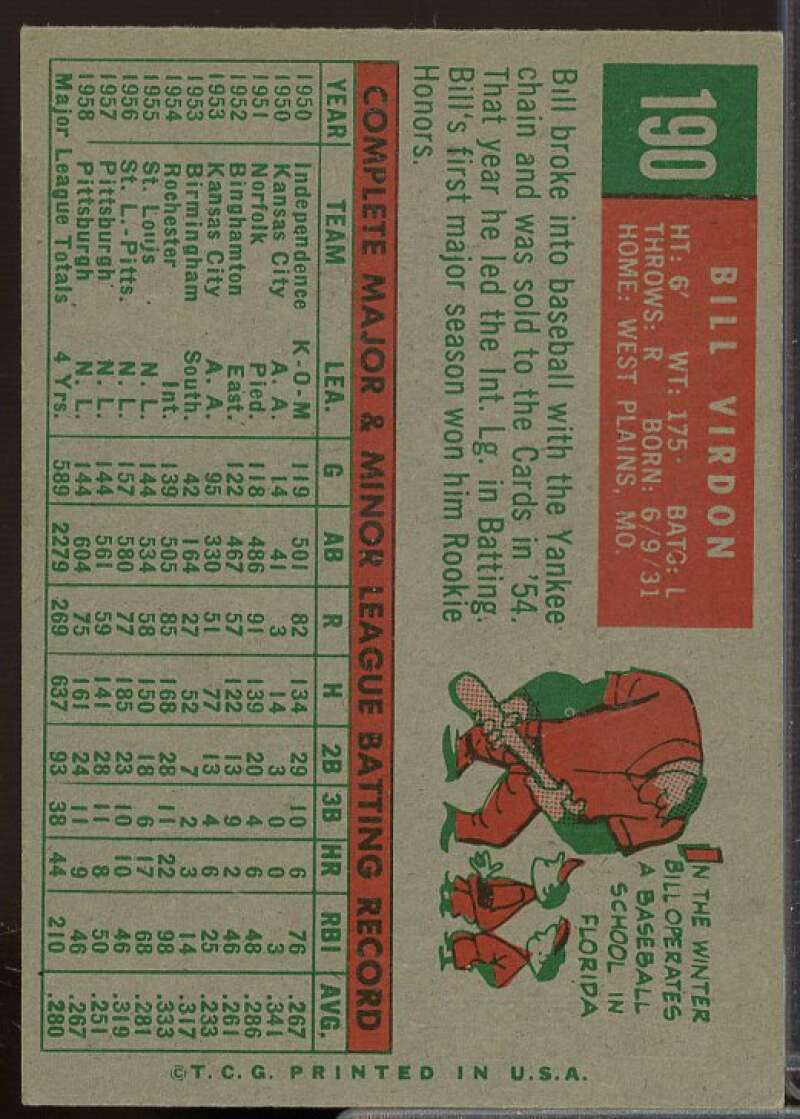 190
BILL VIRDON
HT: 6' WT: 175 BATS: L
THROWS: R BORN: 6/9/31
HOME: WEST PLAINS, MO.
Bill broke into baseball with the Yankee
chain and was sold to the Cards in '54.
That year he led the Int. Lg. in Batting.
Bill's first major season won him Rookie
Honors.
IN THE WINTER
BILL OPERATES
A BASEBALL
SCHOOL IN
FLORIDA
COMPLETE MAJOR & MINOR LEAGUE BATTING RECORD
YEAR TEAM LEA. G AB R H 2B 3B HR RBI AVG.
1950 Independence K-O-M 119 501 82 134 29 10 6 76 .267
1950 Kansas City A. A. 14 41 3 14 3 0 0 3 .341
1951 Norfolk Pied. 118 486 91 139 20 4 6 48 .286
1952 Binghamton East. 122 467 57 122 13 9 2 46 .261
1953 Kansas City A. A. 95 330 51 77 13 4 6 25 .233
1953 Birmingham South. 42 164 27 52 7 2 3 14 .317
1954 Rochester Int. 139 505 85 168 28 11 22 98 .333
1955 St. Louis N. L. 144 534 58 150 18 6 17 68 .281
1956 St. L.-Pitts. N. L. 157 580 77 185 23 10 10 46 .319
1957 Pittsburgh N. L. 144 561 59 141 28 11 8 50 .251
1958 Pittsburgh N. L. 144 604 75 161 24 11 9 46 .267
Major League Totals 4 Yrs. 589 2279 269 637 93 38 44 210 .280
©T.C.G. PRINTED IN U.S.A.